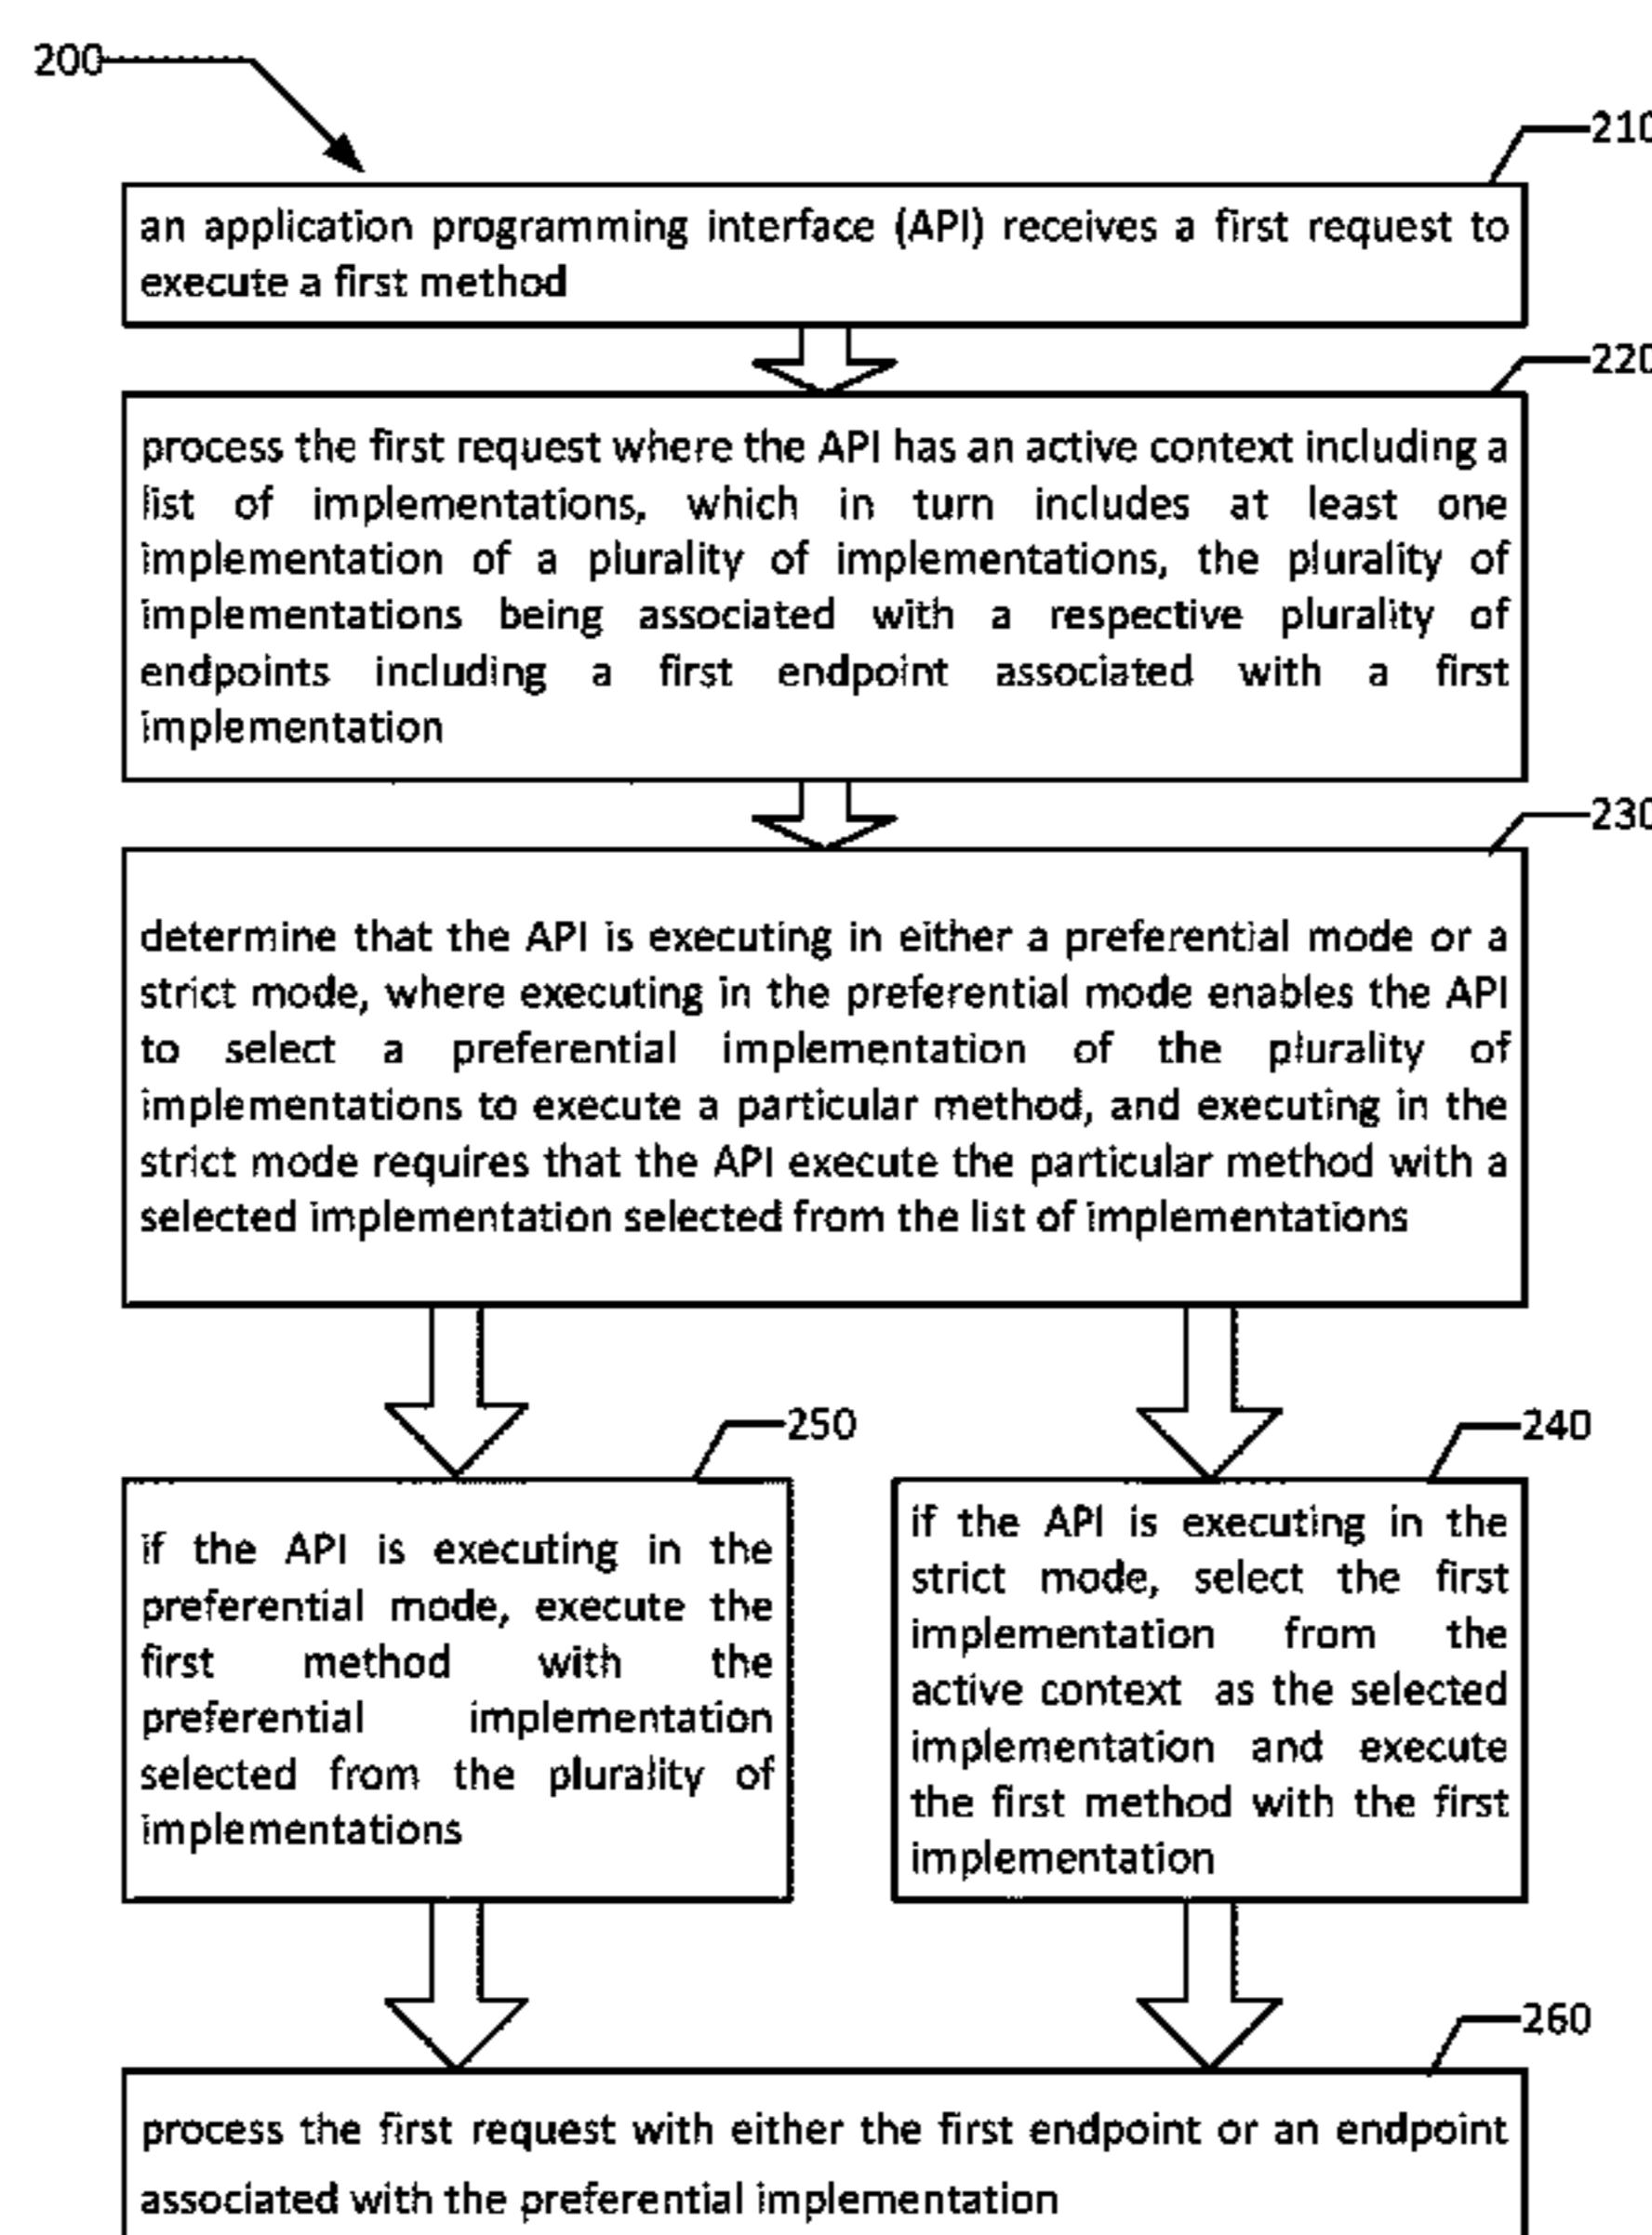 200
210
an application programming interface (API) receives a first request to
execute a first method
220
process the first request where the API has an active context including a
list of implementations, which in turn includes at least one
implementation of a plurality of implementations, the plurality of
implementations being associated with a respective plurality of
endpoints including a first endpoint associated with a first
implementation
230
determine that the API is executing in either a preferential mode or a
strict mode, where executing in the preferential mode enables the API
to select a preferential implementation of the plurality of
implementations to execute a particular method, and executing in the
strict mode requires that the API execute the particular method with a
selected implementation selected from the list of implementations
250
if the API is executing in the
preferential mode, execute the
first method with the
preferential implementation
selected from the plurality of
implementations
240
if the API is executing in the
strict mode, select the first
implementation from the
active context as the selected
implementation and execute
the first method with the first
implementation
260
process the first request with either the first endpoint or an endpoint
associated with the preferential implementation